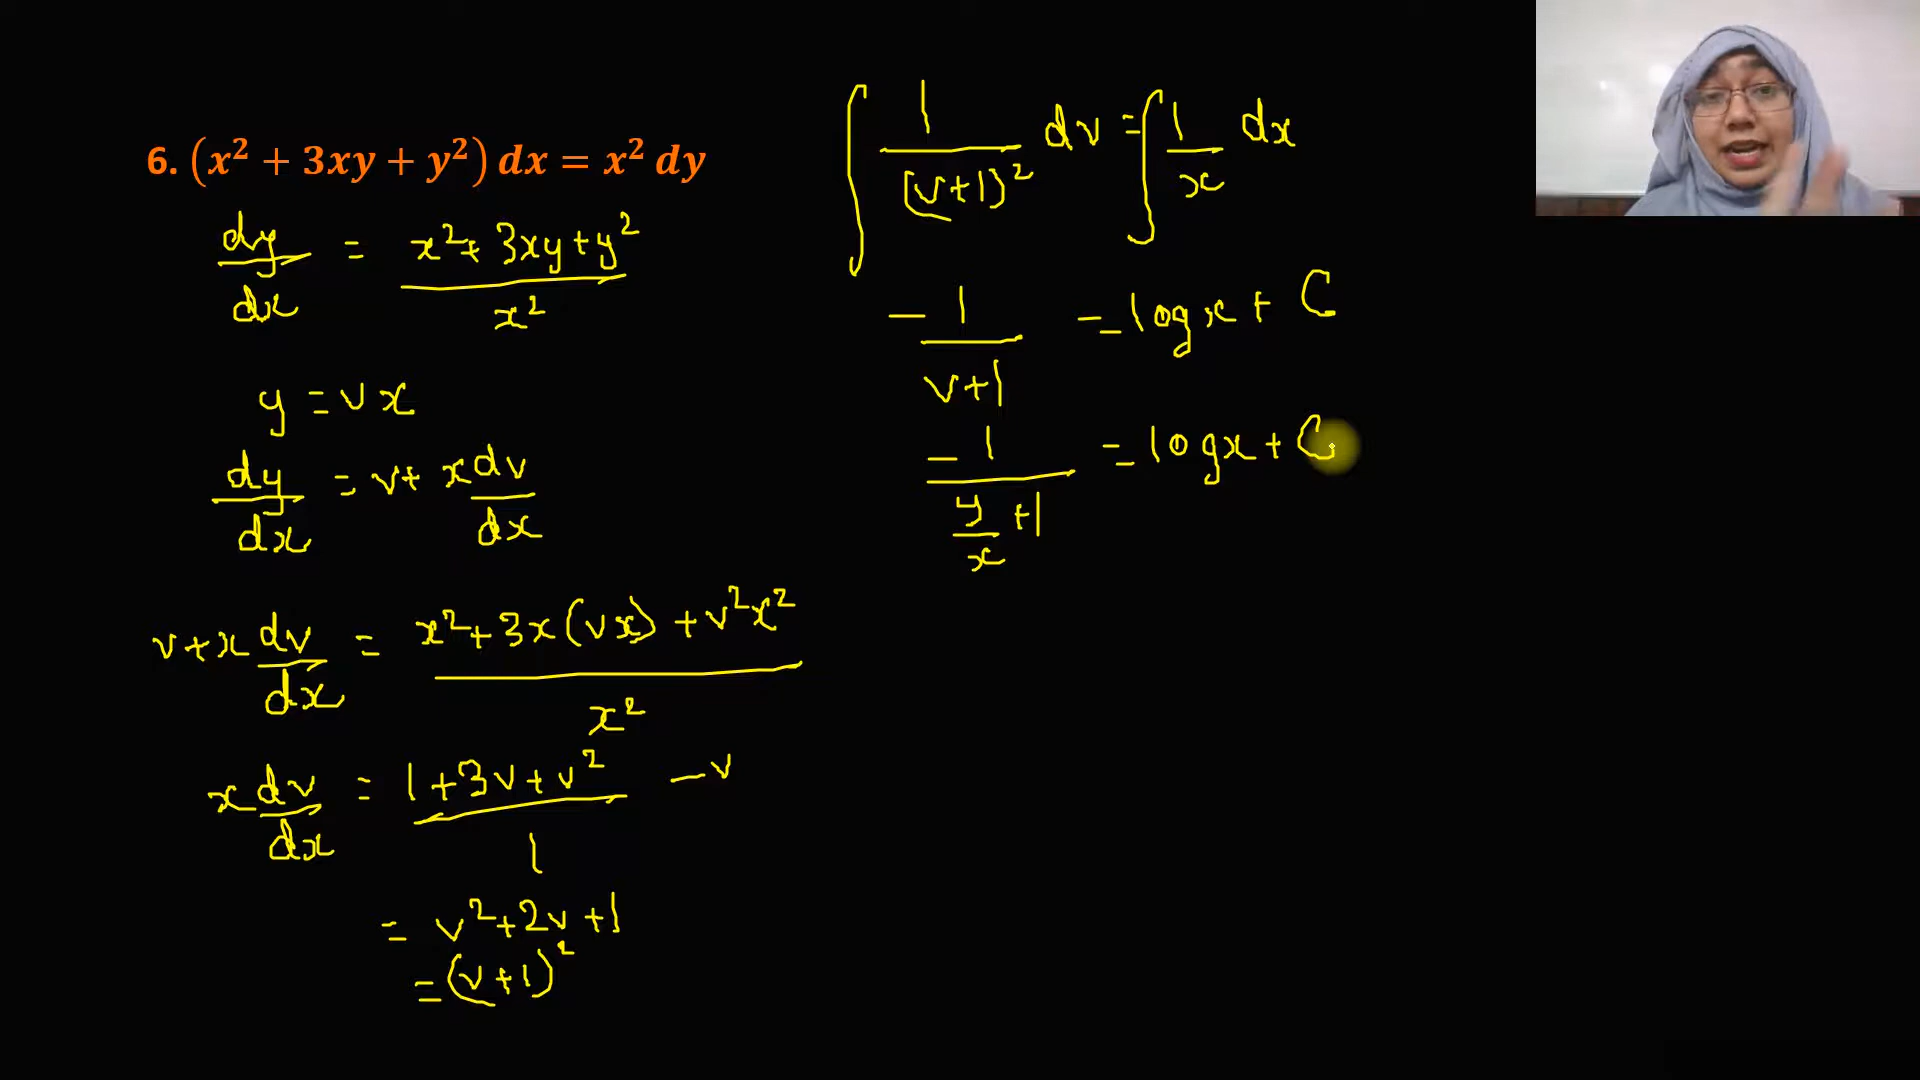 6. (x² + 3xy + y²) dx = x² dy
dy/dx = (x² + 3xy + y²)/x²
y = vx
dy/dx = v + x dv/dx
v + x dv/dx = (x² + 3x(vx) + v²x²)/x²
x dv/dx = (1 + 3v + v²)/1 − v
= v² + 2v + 1
= (v + 1)²
∫ 1/(v+1)² dv = ∫ 1/x dx
−1/(v+1) = log x + C
−1/(y/x + 1) = log x + C